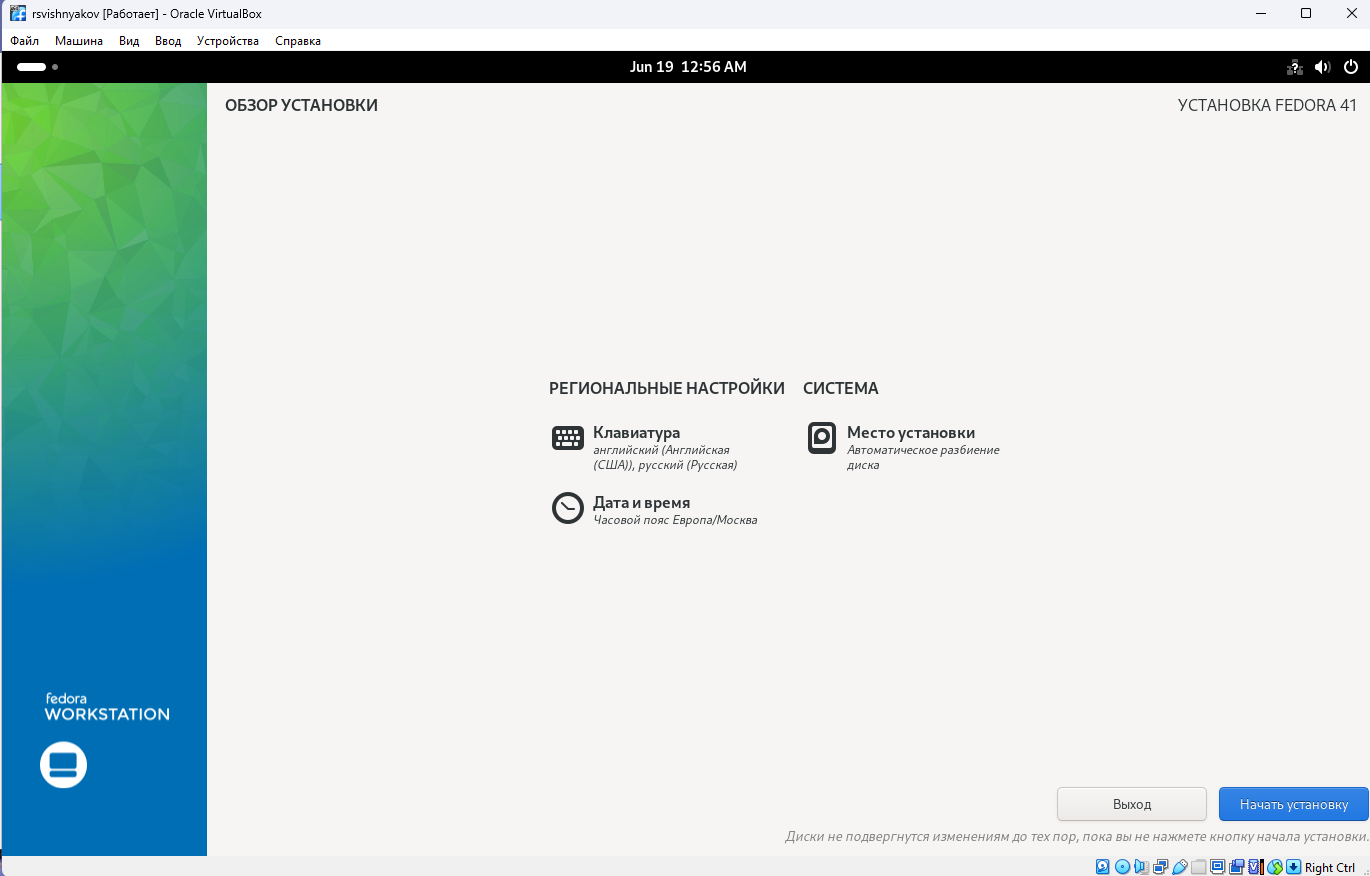 rsvishnyakov [Работает] - Oracle VirtualBox
Файл Машина Вид Ввод Устройства Справка
Jun 19 12:56 AM
ОБЗОР УСТАНОВКИ
УСТАНОВКА FEDORA 41
РЕГИОНАЛЬНЫЕ НАСТРОЙКИ
Клавиатура
английский (Английская
(США)), русский (Русская)
Дата и время
Часовой пояс Европа/Москва
СИСТЕМА
Место установки
Автоматическое разбиение
диска
fedora
WORKSTATION
Выход
Начать установку
Диски не подвергнутся изменениям до тех пор, пока вы не нажмете кнопку начала установки.
Right Ctrl